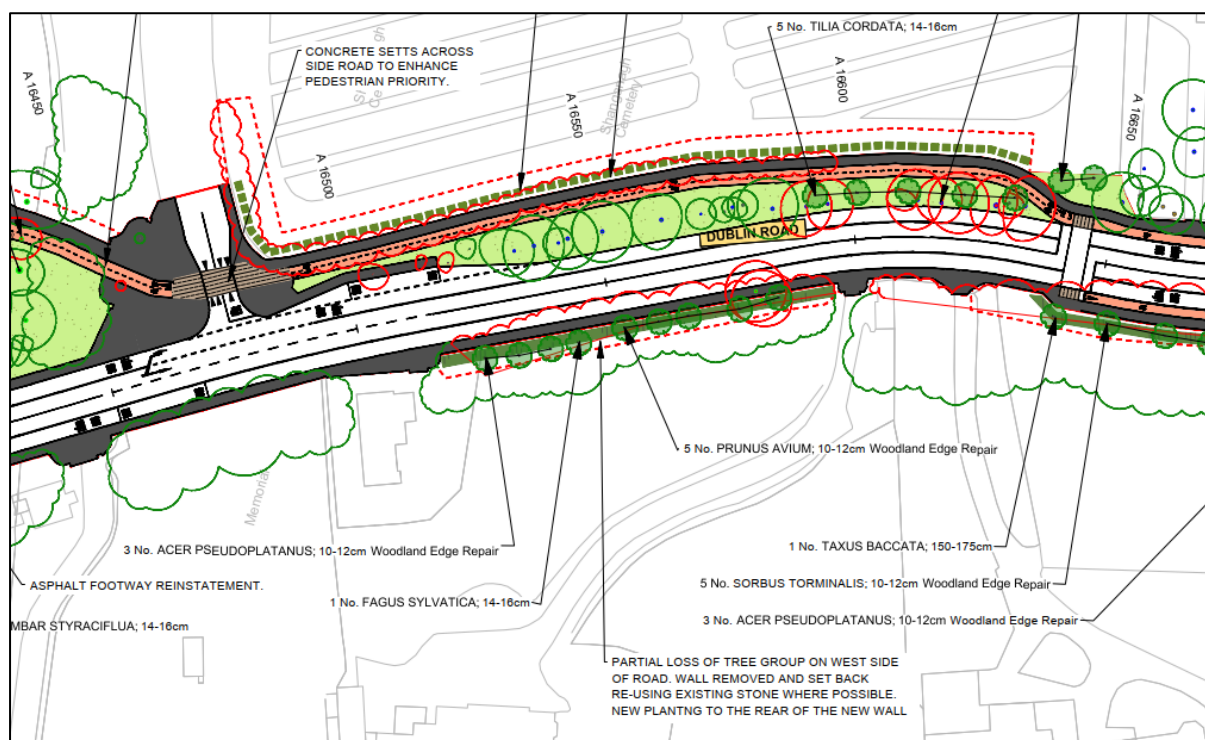 5 No. TILIA CORDATA; 14-16cm
CONCRETE SETTS ACROSS
SIDE ROAD TO ENHANCE
PEDESTRIAN PRIORITY.
A 16450
A 16500
A 16550
Shanganagh
Cemetery
A 16600
A 16650
DUBLIN ROAD
5 No. PRUNUS AVIUM; 10-12cm Woodland Edge Repair
Memorial
3 No. ACER PSEUDOPLATANUS; 10-12cm Woodland Edge Repair
1 No. TAXUS BACCATA; 150-175cm
ASPHALT FOOTWAY REINSTATEMENT.
5 No. SORBUS TORMINALIS; 10-12cm Woodland Edge Repair
1 No. FAGUS SYLVATICA; 14-16cm
3 No. ACER PSEUDOPLATANUS; 10-12cm Woodland Edge Repair
MBAR STYRACIFLUA; 14-16cm
PARTIAL LOSS OF TREE GROUP ON WEST SIDE
OF ROAD. WALL REMOVED AND SET BACK
RE-USING EXISTING STONE WHERE POSSIBLE.
NEW PLANTNG TO THE REAR OF THE NEW WALL